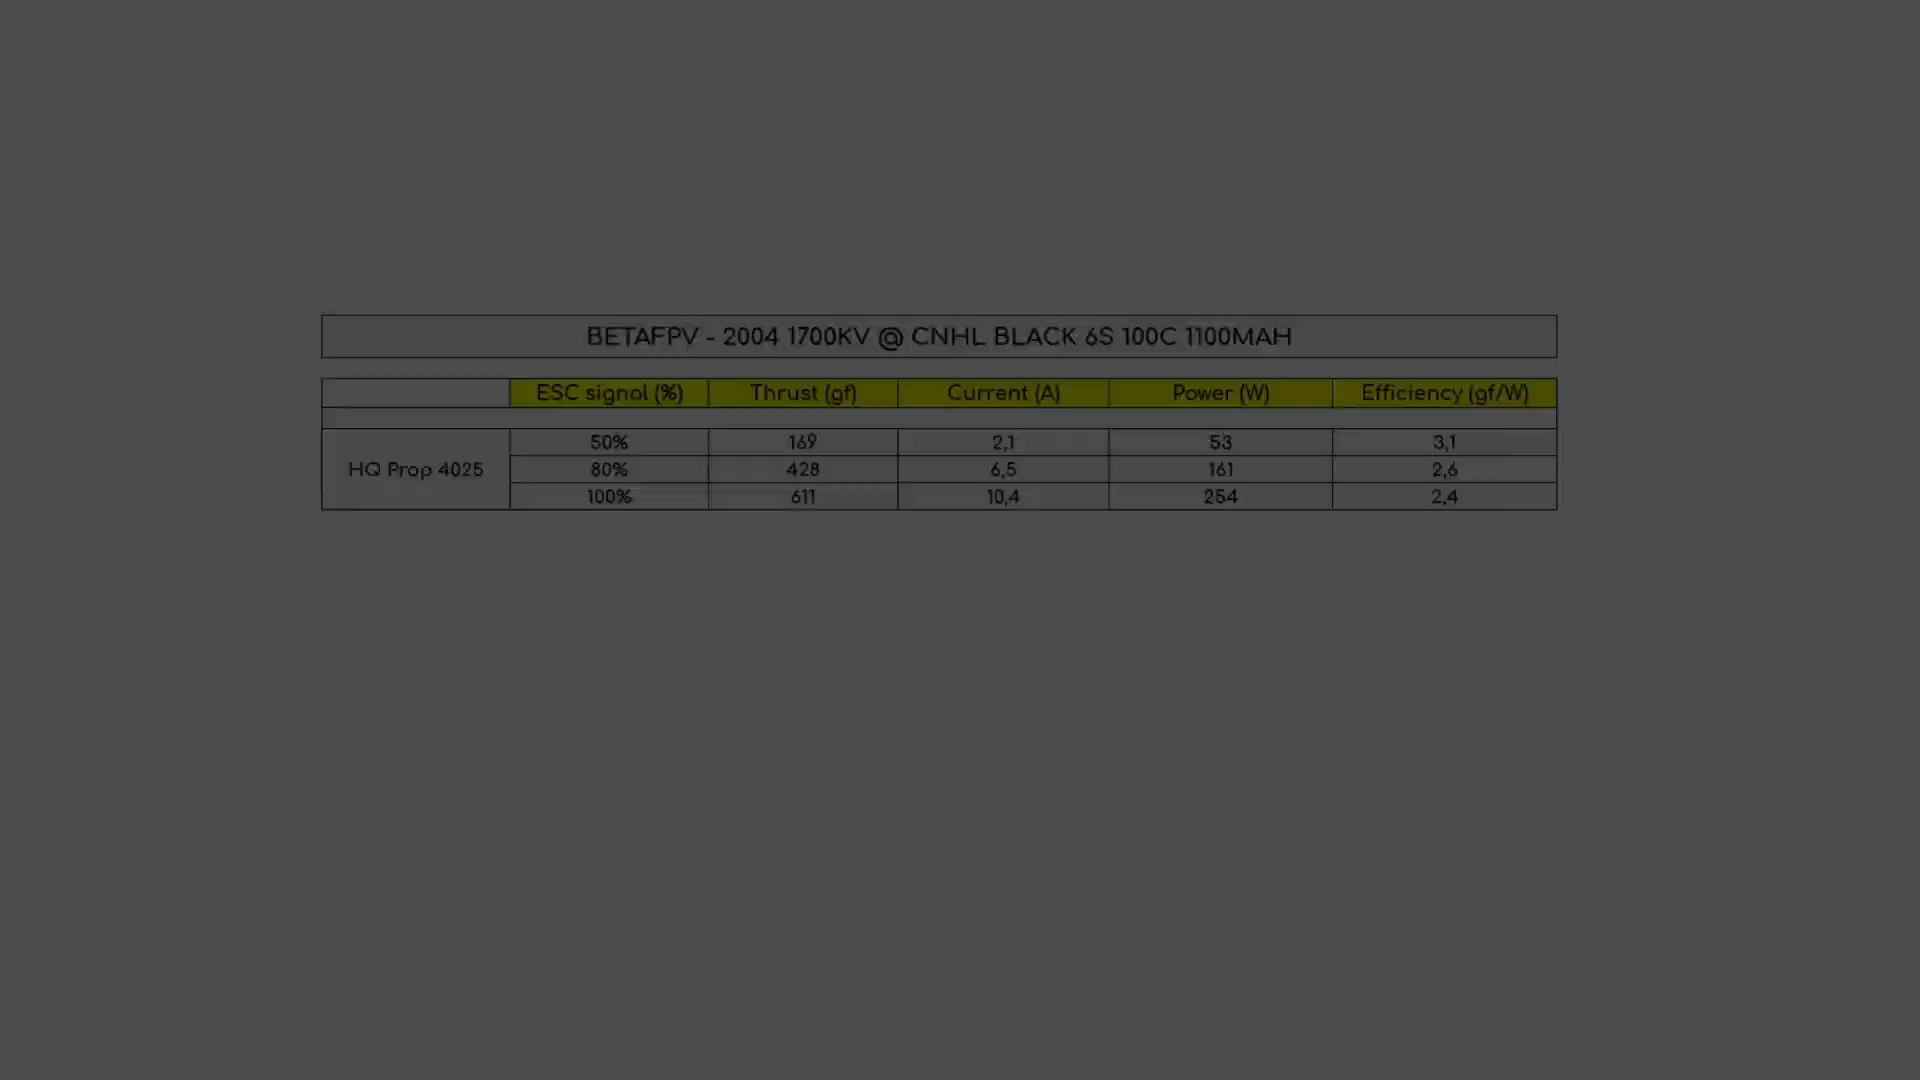 BETAFPV - 2004 1700KV @ CNHL BLACK 6S 100C 1100MAH
ESC signal (%) Thrust (gf) Current (A) Power (W) Efficiency (gf/W)
50% 169 2,1 53 3,1
HQ Prop 4025 80% 428 6,5 161 2,6
100% 611 10,4 254 2,4